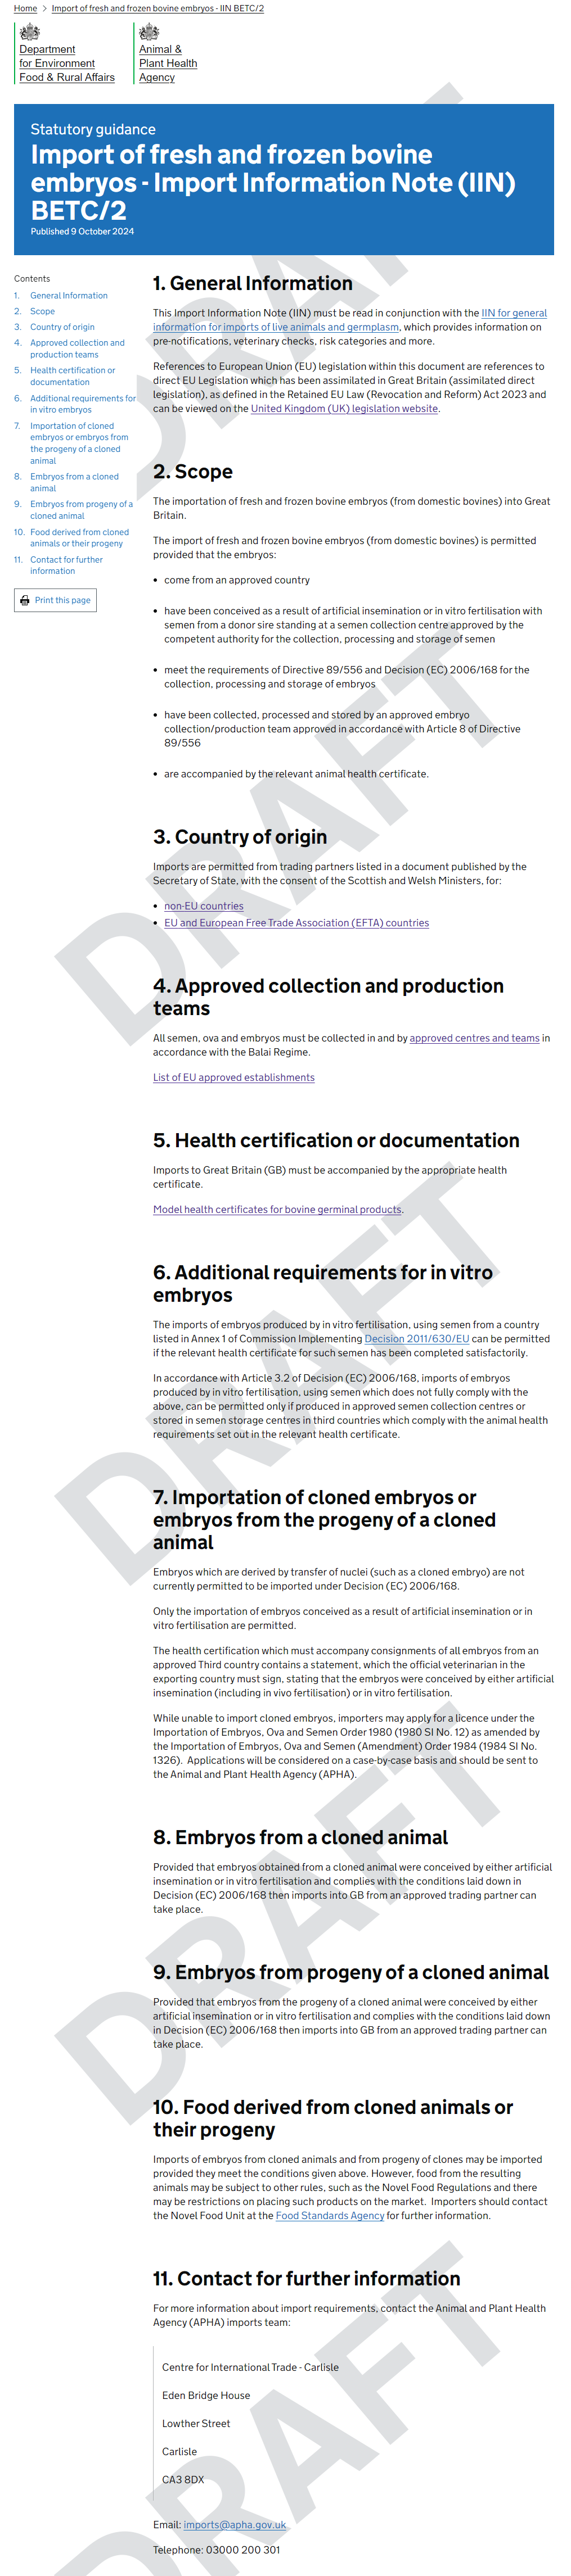 Home > Import of fresh and frozen bovine embryos - IIN BETC/2
Department
for Environment
Food & Rural Affairs
Animal &
Plant Health
Agency
Statutory guidance
Import of fresh and frozen bovine
embryos - Import Information Note (IIN)
BETC/2
Published 9 October 2024
Contents
1. General Information
2. Scope
3. Country of origin
4. Approved collection and
production teams
5. Health certification or
documentation
6. Additional requirements for
in vitro embryos
7. Importation of cloned
embryos or embryos from
the progeny of a cloned
animal
8. Embryos from a cloned
animal
9. Embryos from progeny of a
cloned animal
10. Food derived from cloned
animals or their progeny
11. Contact for further
information
Print this page
1. General Information
This Import Information Note (IIN) must be read in conjunction with the IIN for general
information for imports of live animals and germplasm, which provides information on
pre-notifications, veterinary checks, risk categories and more.
References to European Union (EU) legislation within this document are references to
direct EU Legislation which has been assimilated in Great Britain (assimilated direct
legislation), as defined in the Retained EU Law (Revocation and Reform) Act 2023 and
can be viewed on the United Kingdom (UK) legislation website.
2. Scope
The importation of fresh and frozen bovine embryos (from domestic bovines) into Great
Britain.
The import of fresh and frozen bovine embryos (from domestic bovines) is permitted
provided that the embryos:
• come from an approved country
• have been conceived as a result of artificial insemination or in vitro fertilisation with
semen from a donor sire standing at a semen collection centre approved by the
competent authority for the collection, processing and storage of semen
• meet the requirements of Directive 89/556 and Decision (EC) 2006/168 for the
collection, processing and storage of embryos
• have been collected, processed and stored by an approved embryo
collection/production team approved in accordance with Article 8 of Directive
89/556
• are accompanied by the relevant animal health certificate.
3. Country of origin
Imports are permitted from trading partners listed in a document published by the
Secretary of State, with the consent of the Scottish and Welsh Ministers, for:
• non-EU countries
• EU and European Free Trade Association (EFTA) countries
4. Approved collection and production
teams
All semen, ova and embryos must be collected in and by approved centres and teams in
accordance with the Balai Regime.
List of EU approved establishments
5. Health certification or documentation
Imports to Great Britain (GB) must be accompanied by the appropriate health
certificate.
Model health certificates for bovine germinal products.
6. Additional requirements for in vitro
embryos
The imports of embryos produced by in vitro fertilisation, using semen from a country
listed in Annex 1 of Commission Implementing Decision 2011/630/EU can be permitted
if the relevant health certificate for such semen has been completed satisfactorily.
In accordance with Article 3.2 of Decision (EC) 2006/168, imports of embryos
produced by in vitro fertilisation, using semen which does not fully comply with the
above, can be permitted only if produced in approved semen collection centres or
stored in semen storage centres in third countries which comply with the animal health
requirements set out in the relevant health certificate.
7. Importation of cloned embryos or
embryos from the progeny of a cloned
animal
Embryos which are derived by transfer of nuclei (such as a cloned embryo) are not
currently permitted to be imported under Decision (EC) 2006/168.
Only the importation of embryos conceived as a result of artificial insemination or in
vitro fertilisation are permitted.
The health certification which must accompany consignments of all embryos from an
approved Third country contains a statement, which the official veterinarian in the
exporting country must sign, stating that the embryos were conceived by either artificial
insemination (including in vivo fertilisation) or in vitro fertilisation.
While unable to import cloned embryos, importers may apply for a licence under the
Importation of Embryos, Ova and Semen Order 1980 (1980 SI No. 12) as amended by
the Importation of Embryos, Ova and Semen (Amendment) Order 1984 (1984 SI No.
1326). Applications will be considered on a case-by-case basis and should be sent to
the Animal and Plant Health Agency (APHA).
8. Embryos from a cloned animal
Provided that embryos obtained from a cloned animal were conceived by either artificial
insemination or in vitro fertilisation and complies with the conditions laid down in
Decision (EC) 2006/168 then imports into GB from an approved trading partner can
take place.
9. Embryos from progeny of a cloned animal
Provided that embryos from the progeny of a cloned animal were conceived by either
artificial insemination or in vitro fertilisation and complies with the conditions laid down
in Decision (EC) 2006/168 then imports into GB from an approved trading partner can
take place.
10. Food derived from cloned animals or
their progeny
Imports of embryos from cloned animals and from progeny of clones may be imported
provided they meet the conditions given above. However, food from the resulting
animals may be subject to other rules, such as the Novel Food Regulations and there
may be restrictions on placing such products on the market. Importers should contact
the Novel Food Unit at the Food Standards Agency for further information.
11. Contact for further information
For more information about import requirements, contact the Animal and Plant Health
Agency (APHA) imports team:
Centre for International Trade - Carlisle
Eden Bridge House
Lowther Street
Carlisle
CA3 8DX
Email: imports@apha.gov.uk
Telephone: 03000 200 301
DRAFT
DRAFT
DRAFT
DRAFT
DRAFT